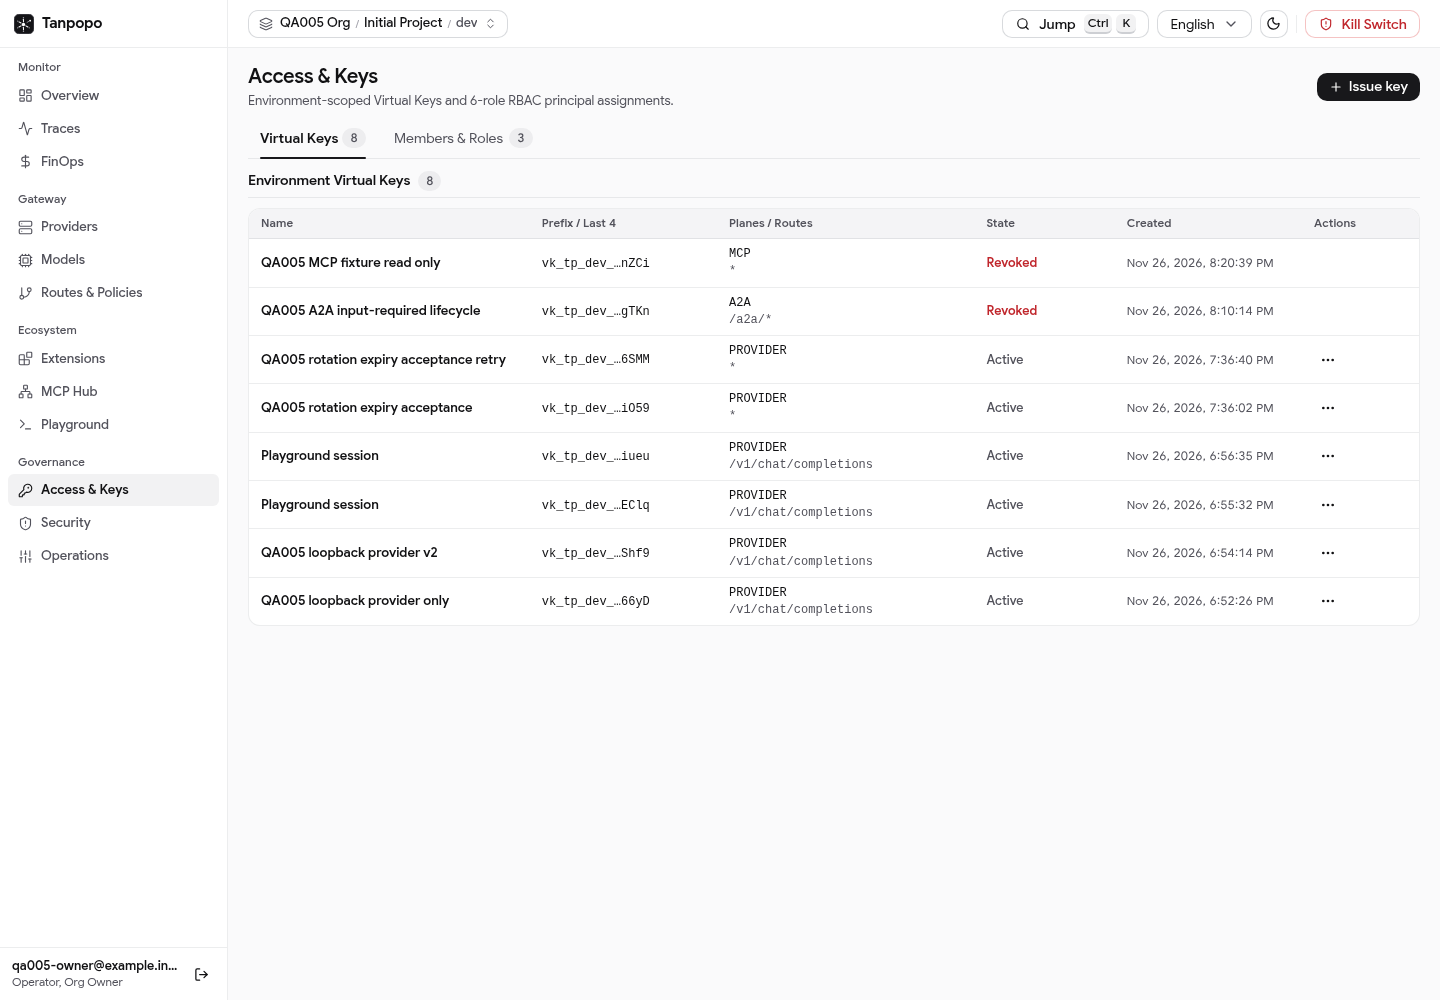 Tanpopo
QA005 Org / Initial Project / dev
Jump Ctrl K
English
Kill Switch
Monitor
Overview
Traces
FinOps
Gateway
Providers
Models
Routes & Policies
Ecosystem
Extensions
MCP Hub
Playground
Governance
Access & Keys
Security
Operations
qa005-owner@example.in...
Operator, Org Owner
Access & Keys
Environment-scoped Virtual Keys and 6-role RBAC principal assignments.
Issue key
Virtual Keys 8 Members & Roles 3
Environment Virtual Keys 8
Name Prefix / Last 4 Planes / Routes State Created Actions
QA005 MCP fixture read only vk_tp_dev_…nZCi MCP Revoked Nov 26, 2026, 8:20:39 PM
*
QA005 A2A input-required lifecycle vk_tp_dev_…gTKn A2A Revoked Nov 26, 2026, 8:10:14 PM
/a2a/*
QA005 rotation expiry acceptance retry vk_tp_dev_…6SMM PROVIDER Active Nov 26, 2026, 7:36:40 PM
*
QA005 rotation expiry acceptance vk_tp_dev_…iO59 PROVIDER Active Nov 26, 2026, 7:36:02 PM
*
Playground session vk_tp_dev_…iueu PROVIDER Active Nov 26, 2026, 6:56:35 PM
/v1/chat/completions
Playground session vk_tp_dev_…EClq PROVIDER Active Nov 26, 2026, 6:55:32 PM
/v1/chat/completions
QA005 loopback provider v2 vk_tp_dev_…Shf9 PROVIDER Active Nov 26, 2026, 6:54:14 PM
/v1/chat/completions
QA005 loopback provider only vk_tp_dev_…66yD PROVIDER Active Nov 26, 2026, 6:52:26 PM
/v1/chat/completions